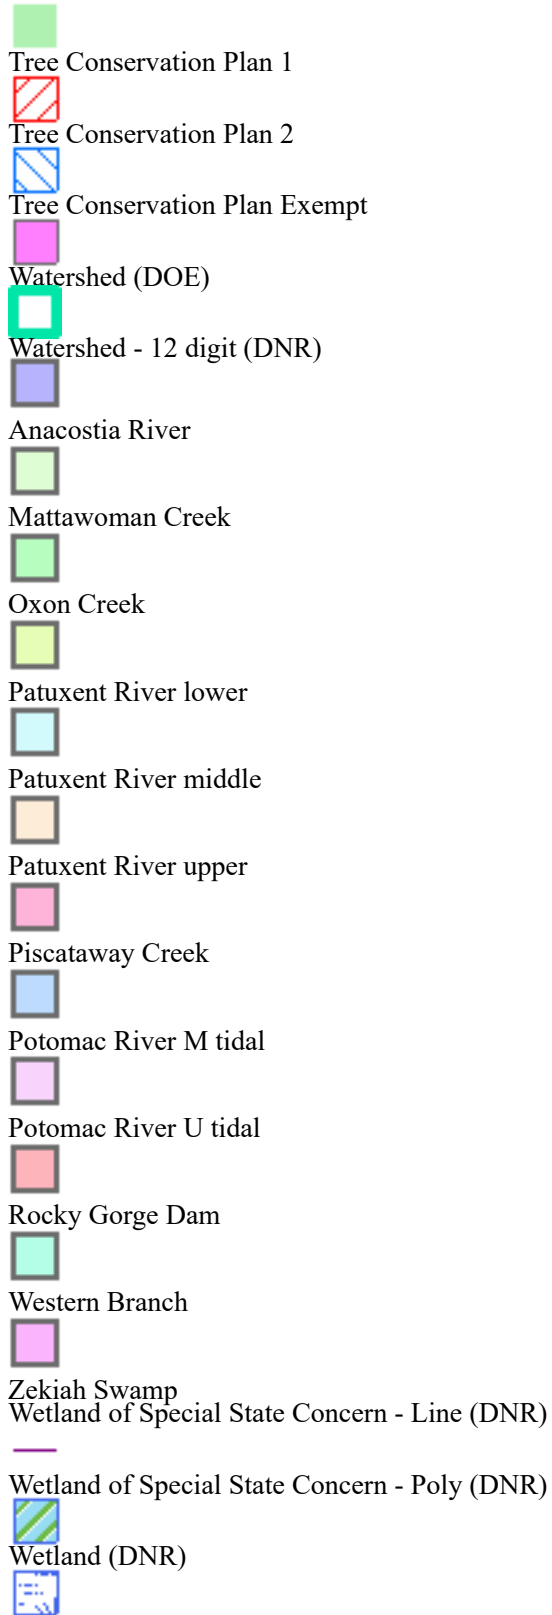 Tree Conservation Plan 1
Tree Conservation Plan 2
Tree Conservation Plan Exempt
Watershed (DOE)
Watershed - 12 digit (DNR)
Anacostia River
Mattawoman Creek
Oxon Creek
Patuxent River lower
Patuxent River middle
Patuxent River upper
Piscataway Creek
Potomac River M tidal
Potomac River U tidal
Rocky Gorge Dam
Western Branch
Zekiah Swamp
Wetland of Special State Concern - Line (DNR)
Wetland of Special State Concern - Poly (DNR)
Wetland (DNR)